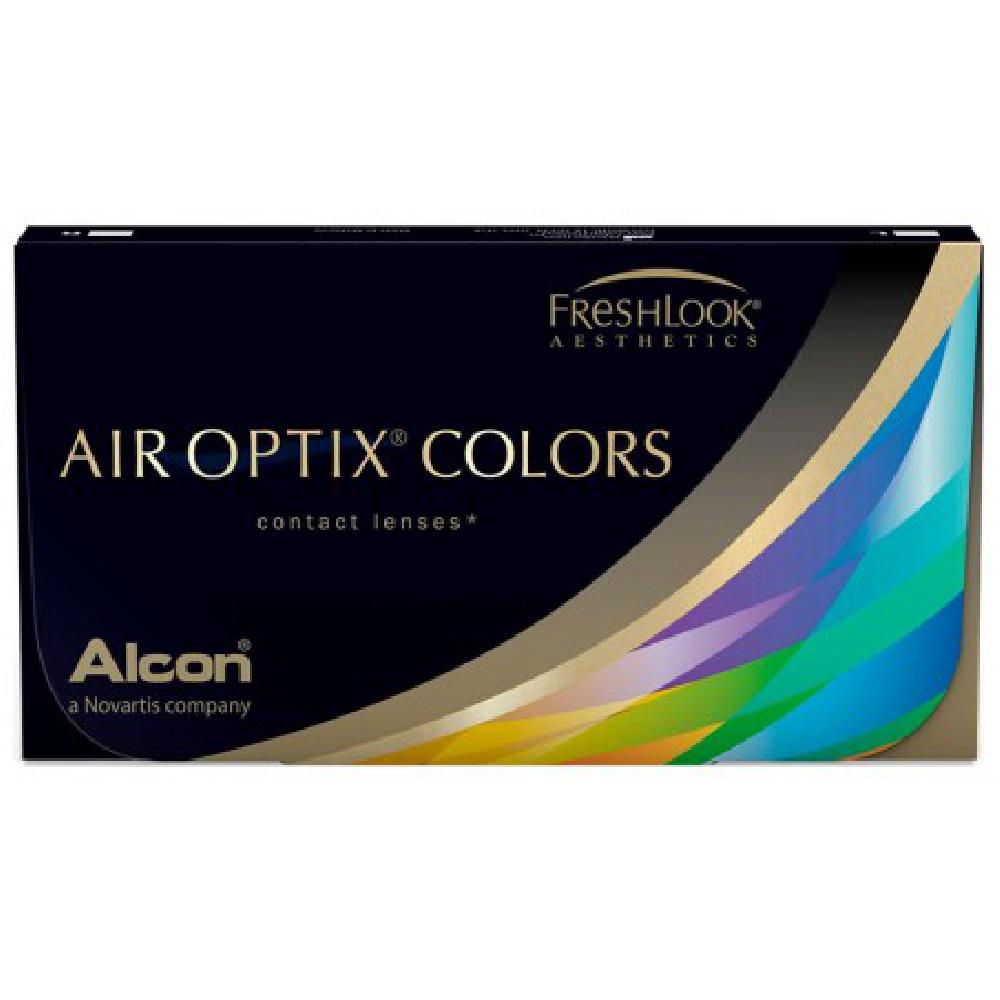 FRESHLOOK®
AESTHETICS
AIR OPTIX® COLORS
contact lenses*
Alcon®
a Novartis company